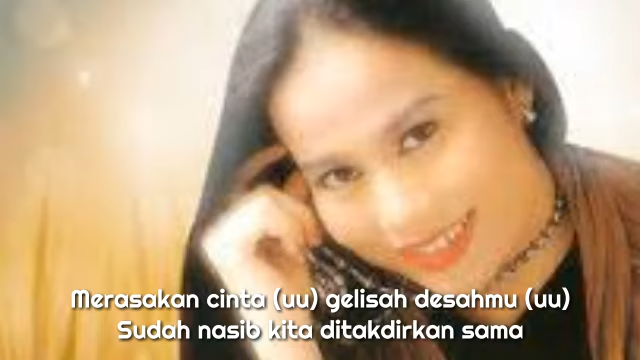 Merasakan cinta (uu) gelisah desahmu (uu)
Sudah nasib kita ditakdirkan sama